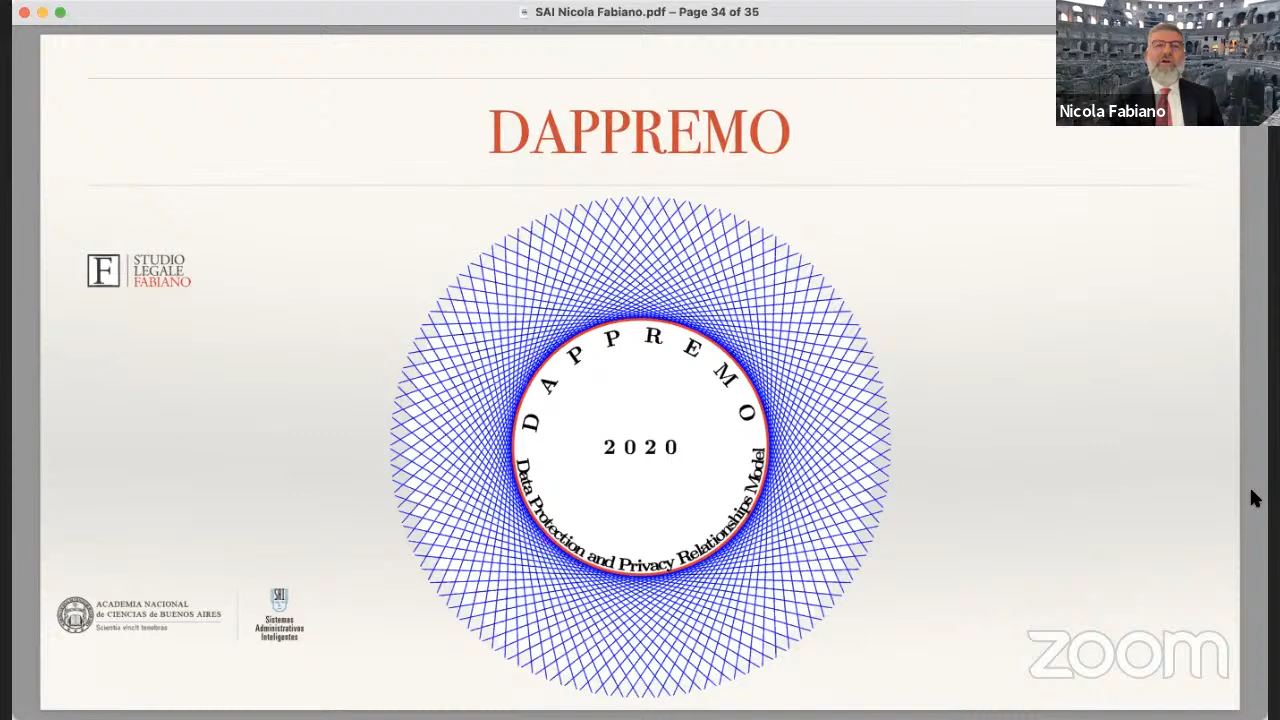 SAI Nicola Fabiano.pdf – Page 34 of 35
Nicola Fabiano
DAPPREMO
F
STUDIO
LEGALE
FABIANO
DAPPREMO
2020
Data Protection and Privacy Relationships Model
ACADEMIA NACIONAL
de CIENCIAS de BUENOS AIRES
Scientia vincit tenebras
SAI
Sistemas
Administrativos
Inteligentes
zoom